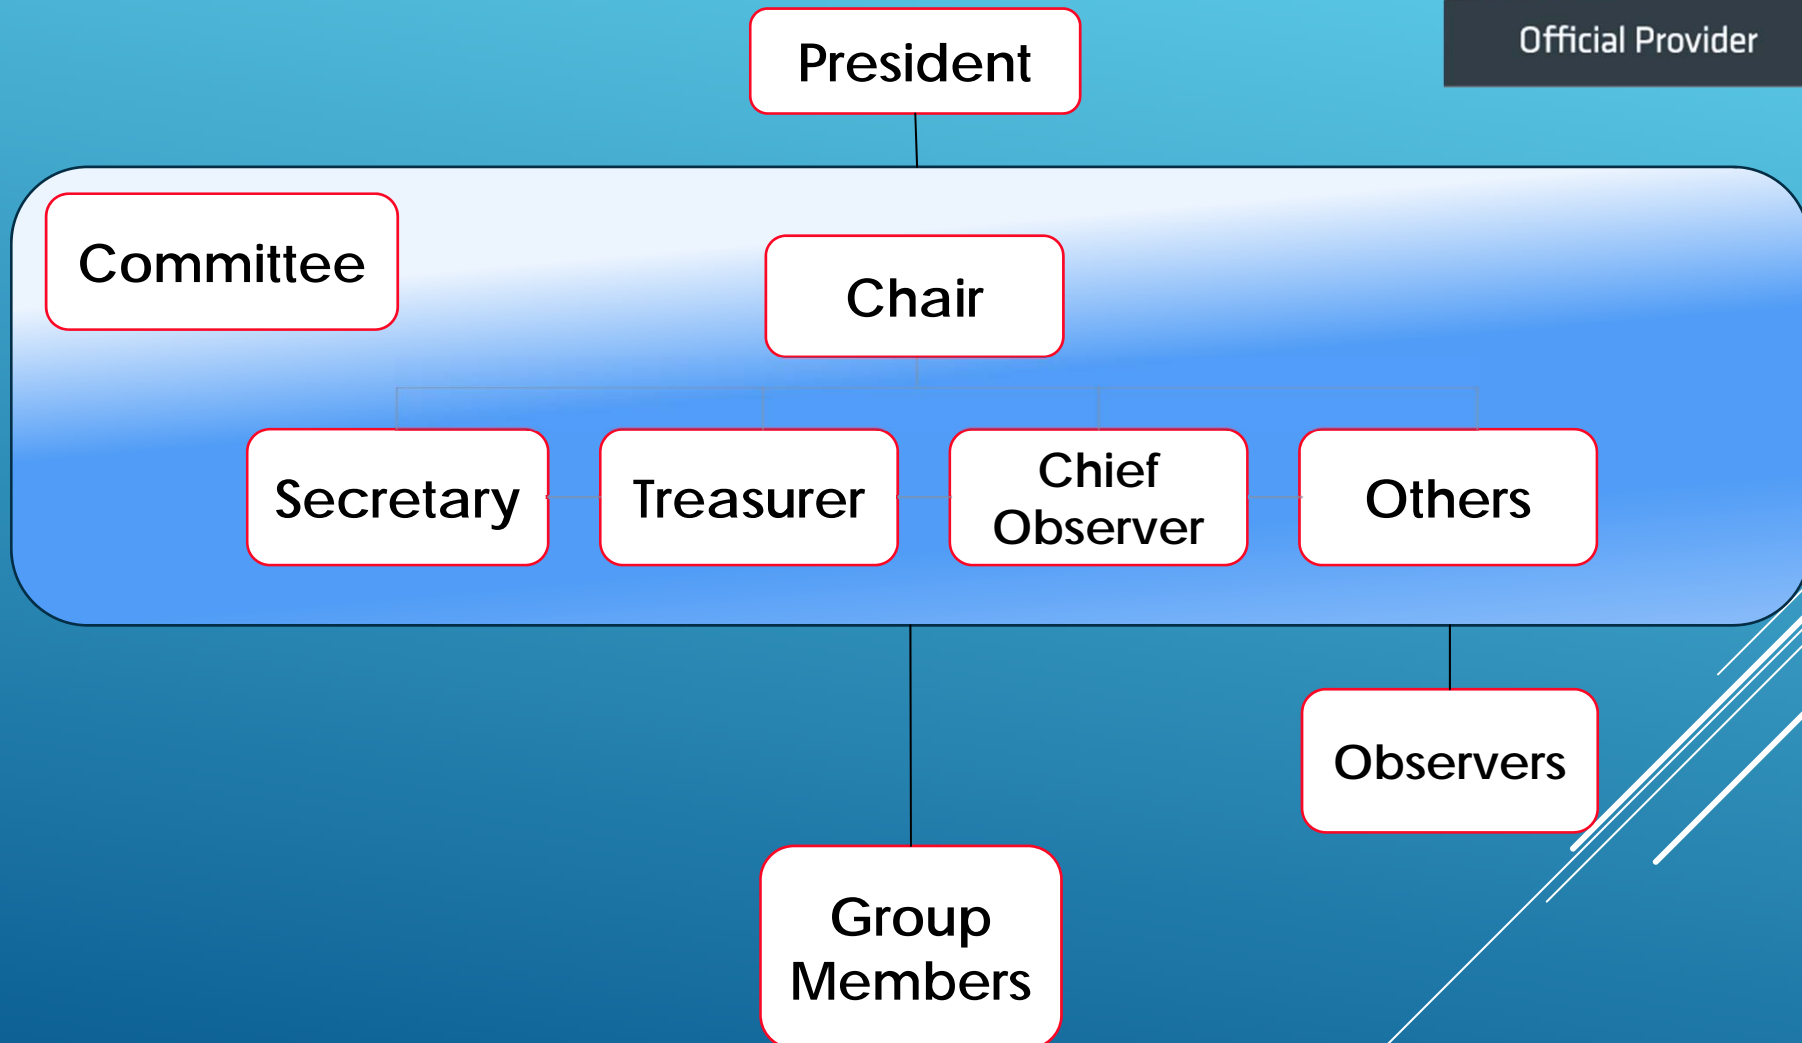 President
Official Provider
Committee
Chair
Secretary
Treasurer
Chief
Observer
Others
Observers
Group
Members